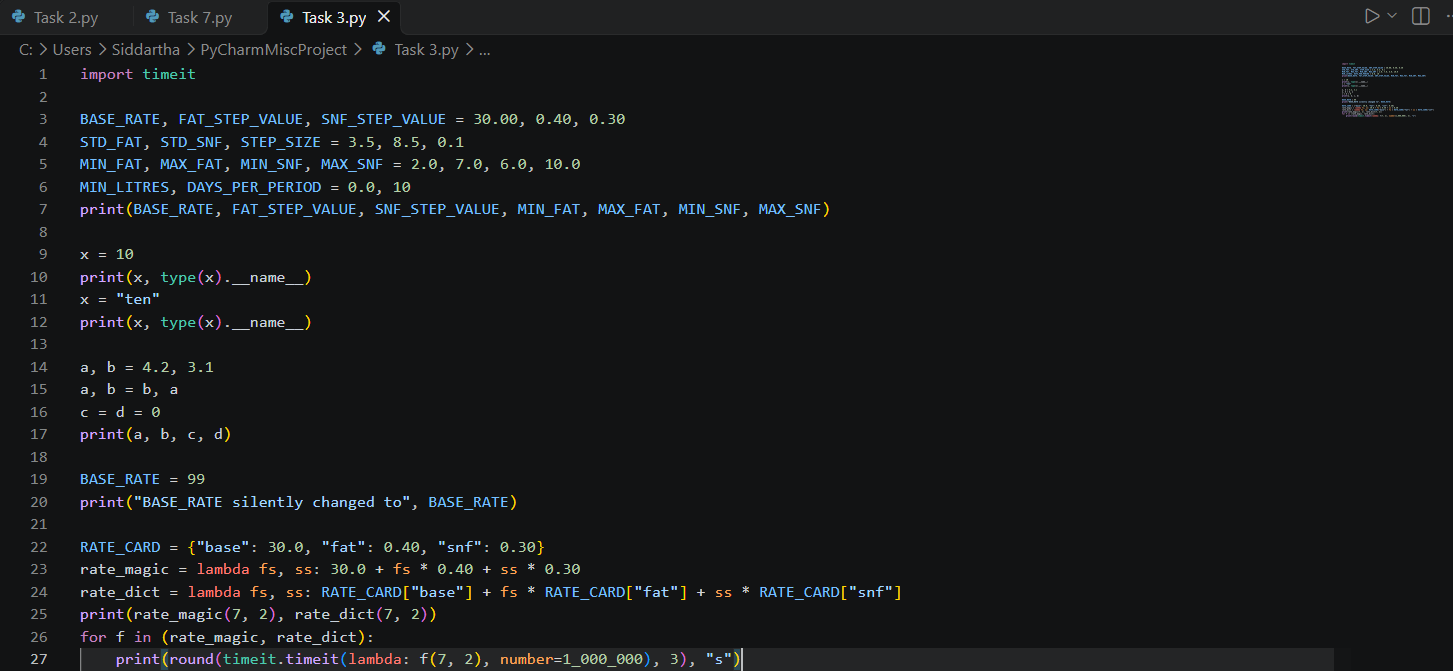 Task 2.py Task 7.py Task 3.py
C: > Users > Siddartha > PyCharmMiscProject > Task 3.py > ...
1 import timeit
2
3 BASE_RATE, FAT_STEP_VALUE, SNF_STEP_VALUE = 30.00, 0.40, 0.30
4 STD_FAT, STD_SNF, STEP_SIZE = 3.5, 8.5, 0.1
5 MIN_FAT, MAX_FAT, MIN_SNF, MAX_SNF = 2.0, 7.0, 6.0, 10.0
6 MIN_LITRES, DAYS_PER_PERIOD = 0.0, 10
7 print(BASE_RATE, FAT_STEP_VALUE, SNF_STEP_VALUE, MIN_FAT, MAX_FAT, MIN_SNF, MAX_SNF)
8
9 x = 10
10 print(x, type(x).__name__)
11 x = "ten"
12 print(x, type(x).__name__)
13
14 a, b = 4.2, 3.1
15 a, b = b, a
16 c = d = 0
17 print(a, b, c, d)
18
19 BASE_RATE = 99
20 print("BASE_RATE silently changed to", BASE_RATE)
21
22 RATE_CARD = {"base": 30.0, "fat": 0.40, "snf": 0.30}
23 rate_magic = lambda fs, ss: 30.0 + fs * 0.40 + ss * 0.30
24 rate_dict = lambda fs, ss: RATE_CARD["base"] + fs * RATE_CARD["fat"] + ss * RATE_CARD["snf"]
25 print(rate_magic(7, 2), rate_dict(7, 2))
26 for f in (rate_magic, rate_dict):
27     print(round(timeit.timeit(lambda: f(7, 2), number=1_000_000), 3), "s")